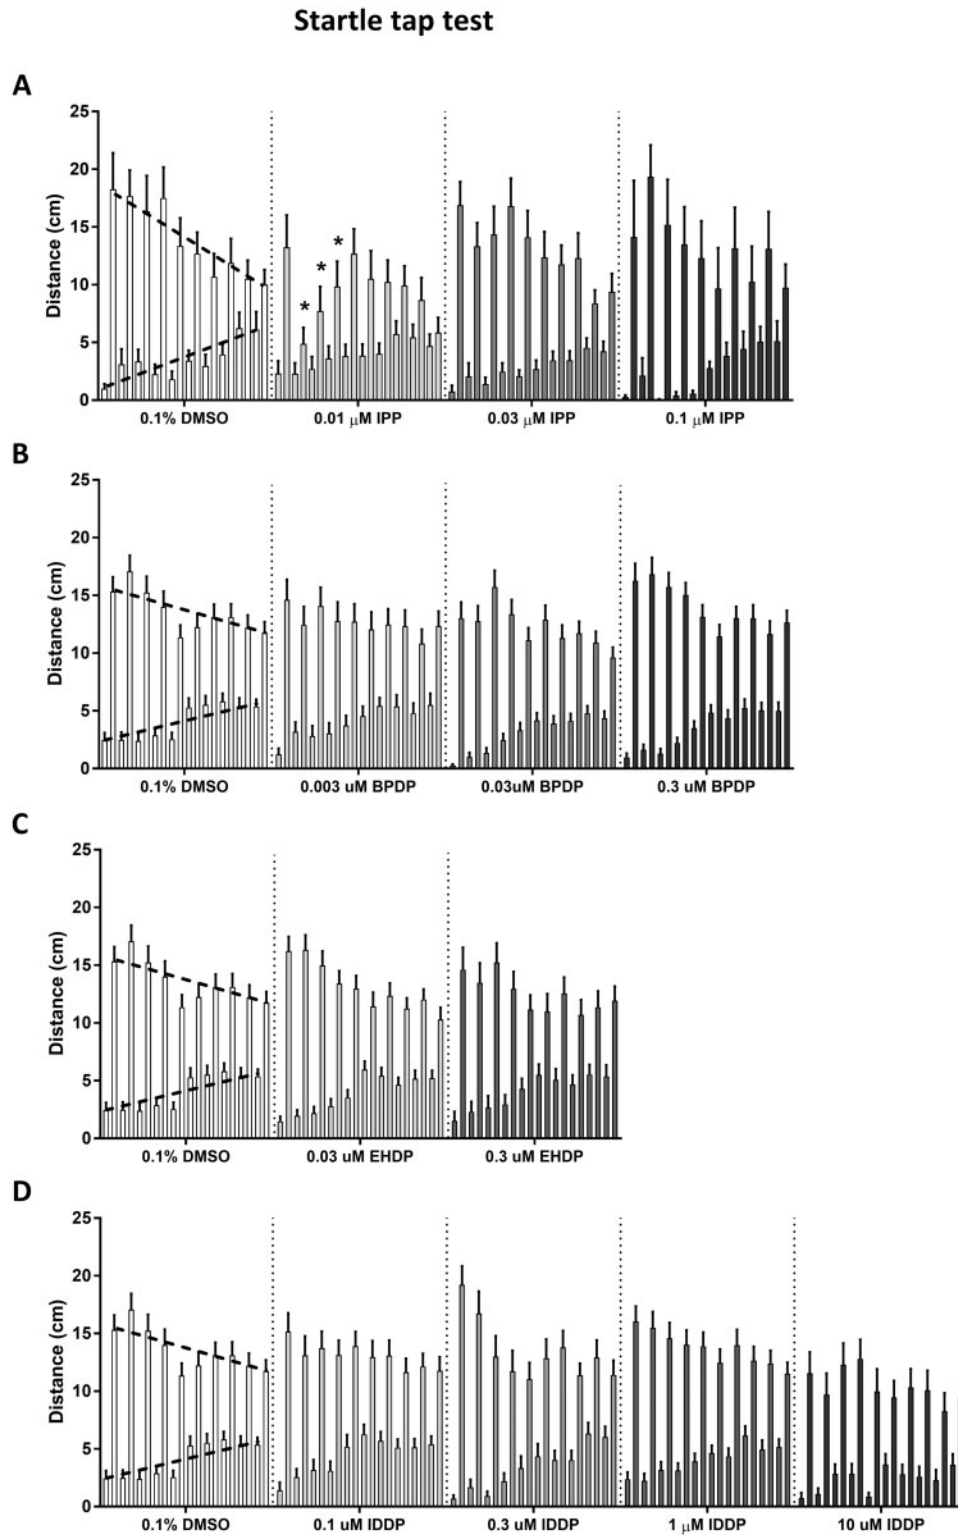 Startle tap test
A
25
20
15
10
5
0
Distance (cm)
* * *
0.1% DMSO 0.01 μM IPP 0.03 μM IPP 0.1 μM IPP
B
25
20
15
10
5
0
Distance (cm)
0.1% DMSO 0.003 uM BPDP 0.03uM BPDP 0.3 uM BPDP
C
25
20
15
10
5
0
Distance (cm)
0.1% DMSO 0.03 uM EHDP 0.3 uM EHDP
D
25
20
15
10
5
0
Distance (cm)
0.1% DMSO 0.1 uM IDDP 0.3 uM IDDP 1 μM IDDP 10 uM IDDP